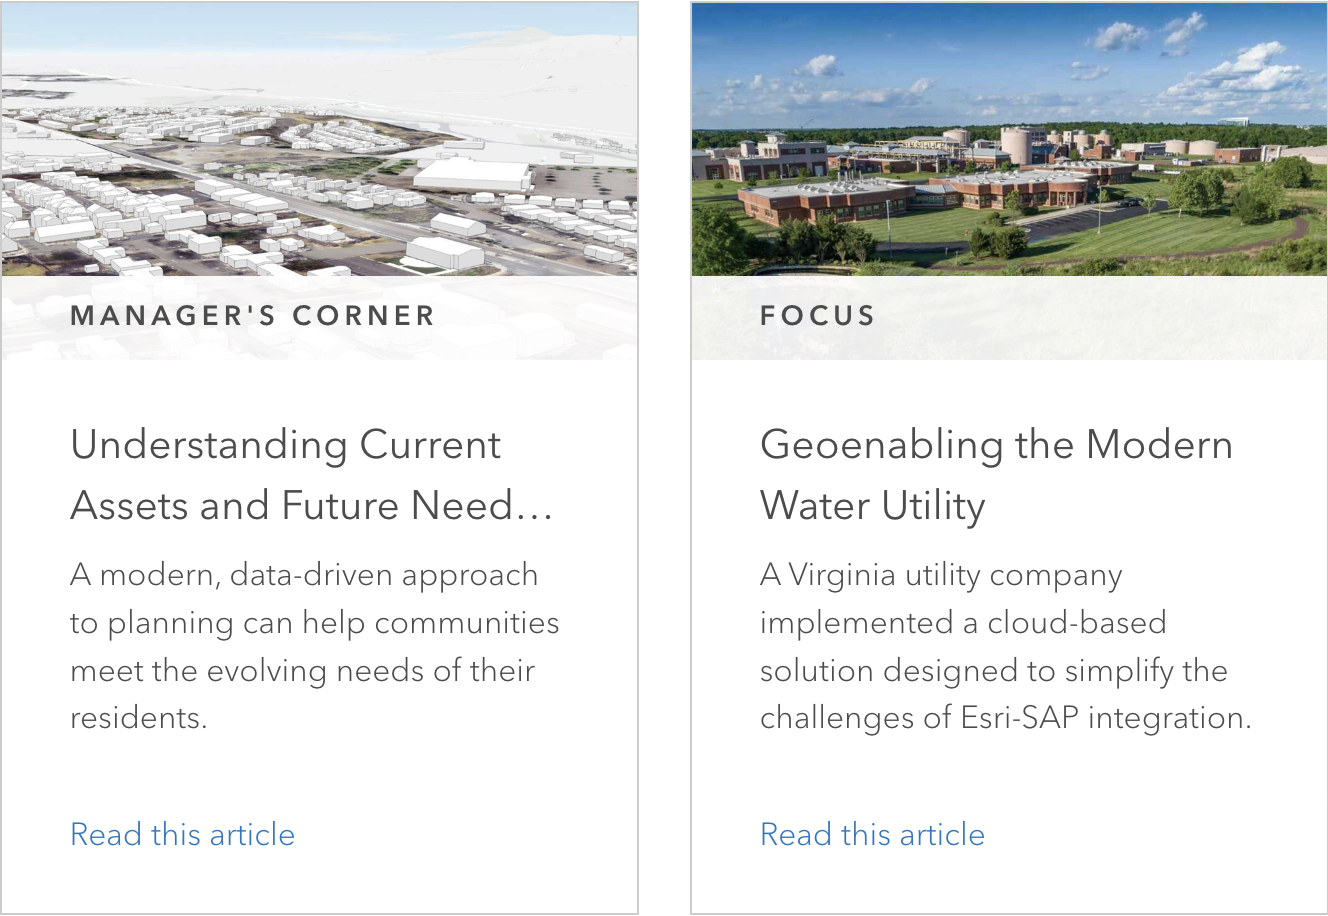 MANAGER'S CORNER
Understanding Current
Assets and Future Need…
A modern, data-driven approach
to planning can help communities
meet the evolving needs of their
residents.
Read this article
FOCUS
Geoenabling the Modern
Water Utility
A Virginia utility company
implemented a cloud-based
solution designed to simplify the
challenges of Esri-SAP integration.
Read this article